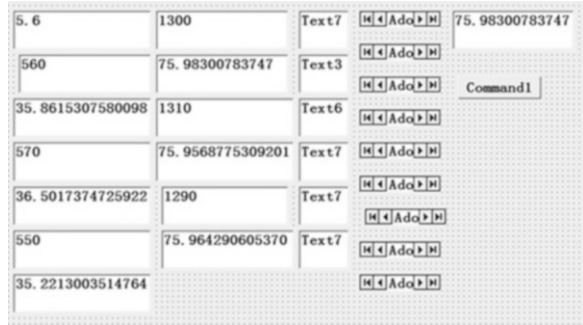 5.6 1300 Text7 Ado 75.98300783747
Ado
560 75.98300783747 Text3
Ado Command1
35.8615307580098 1310 Text6
Ado
570 75.9568775309201 Text7 Ado
Ado
36.5017374725922 1290 Text7
Ado
550 75.964290605370 Text7 Ado
35.2213003514764 Ado